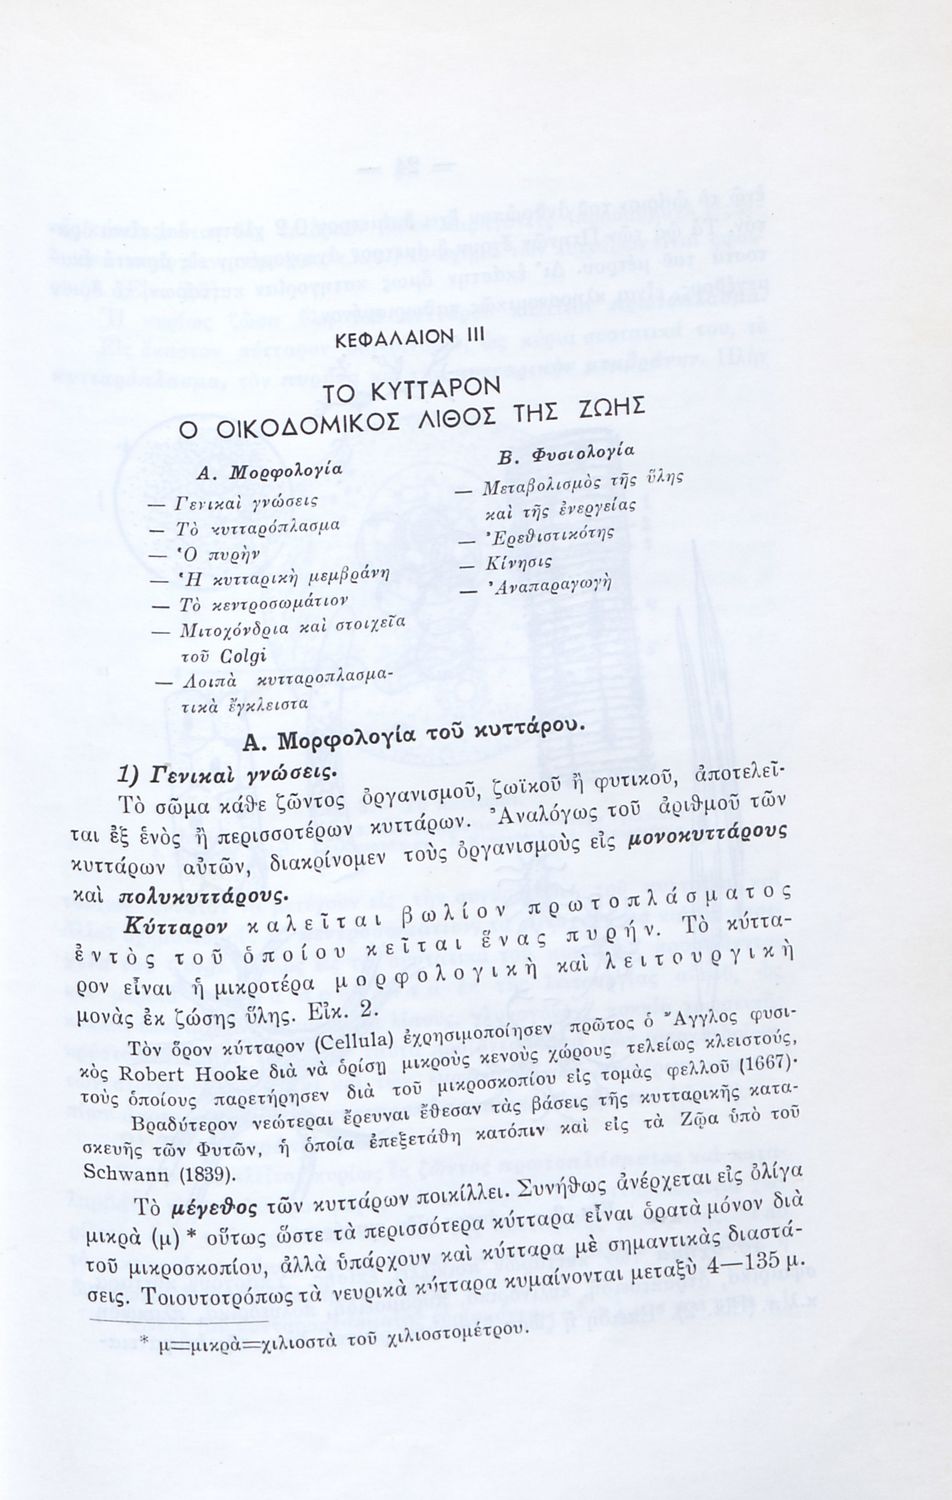 ΚΕΦΑΛΑΙΟΝ ΙΙΙ
ΤΟ ΚΥΤΤΑΡΟΝ
Ο ΟΙΚΟΔΟΜΙΚΟΣ ΛΙΘΟΣ ΤΗΣ ΖΩΗΣ
Α. Μορφολογία
— Γενικαὶ γνώσεις
— Τὸ κυτταρόπλασμα
— Ὁ πυρὴν
— Ἡ κυτταρικὴ μεμβράνη
— Τὸ κεντροσωμάτιον
— Μιτοχόνδρια καὶ στοιχεῖα
τοῦ Colgi
— Λοιπὰ κυτταροπλασμα-
τικὰ ἔγκλειστα
Β. Φυσιολογία
— Μεταβολισμὸς τῆς ὕλης
καὶ τῆς ἐνεργείας
— Ἐρεθιστικότης
— Κίνησις
— Ἀναπαραγωγὴ
Α. Μορφολογία τοῦ κυττάρου.
1) Γενικαὶ γνώσεις.
Τὸ σῶμα κάθε ζῶντος ὀργανισμοῦ, ζωϊκοῦ ἢ φυτικοῦ, ἀποτελεῖ-
ται ἐξ ἑνὸς ἢ περισσοτέρων κυττάρων. Ἀναλόγως τοῦ ἀριθμοῦ τῶν
κυττάρων αὐτῶν, διακρίνομεν τοὺς ὀργανισμοὺς εἰς μονοκυττάρους
καὶ πολυκυττάρους.
Κύτταρον καλεῖται βωλίον πρωτοπλάσματος
ἐντὸς τοῦ ὁποίου κεῖται ἕνας πυρήν. Τὸ κύττα-
ρον εἶναι ἡ μικροτέρα μορφολογικὴ καὶ λειτουργικὴ
μονὰς ἐκ ζώσης ὕλης. Εἰκ. 2.
Τὸν ὅρον κύτταρον (Cellula) ἐχρησιμοποίησεν πρῶτος ὁ Ἄγγλος φυσι-
κὸς Robert Hooke διὰ νὰ ὁρίσῃ μικροὺς κενοὺς χώρους τελείως κλειστούς,
τοὺς ὁποίους παρετήρησεν διὰ τοῦ μικροσκοπίου εἰς τομὰς φελλοῦ (1667)·
Βραδύτερον νεώτεραι ἔρευναι ἔθεσαν τὰς βάσεις τῆς κυτταρικῆς κατα-
σκευῆς τῶν Φυτῶν, ἡ ὁποία ἐπεξετάθη κατόπιν καὶ εἰς τὰ Ζῷα ὑπὸ τοῦ
Schwann (1839).
Τὸ μέγεθος τῶν κυττάρων ποικίλλει. Συνήθως ἀνέρχεται εἰς ὀλίγα
μικρὰ (μ) * οὕτως ὥστε τὰ περισσότερα κύτταρα εἶναι ὁρατὰ μόνον διὰ
τοῦ μικροσκοπίου, ἀλλὰ ὑπάρχουν καὶ κύτταρα μὲ σημαντικὰς διαστά-
σεις. Τοιουτοτρόπως τὰ νευρικὰ κύτταρα κυμαίνονται μεταξὺ 4—135 μ.
* μ=μικρὰ=χιλιοστὰ τοῦ χιλιοστομέτρου.